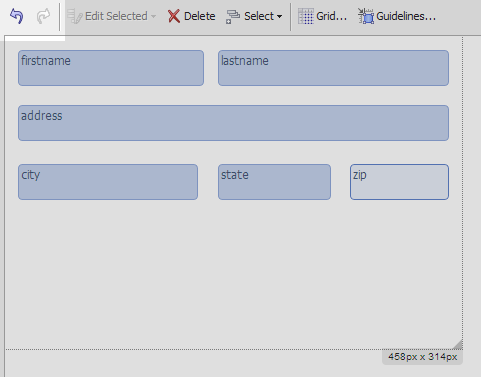 Edit Selected Delete Select Grid... Guidelines...
firstname lastname
address
city state zip
458px x 314px